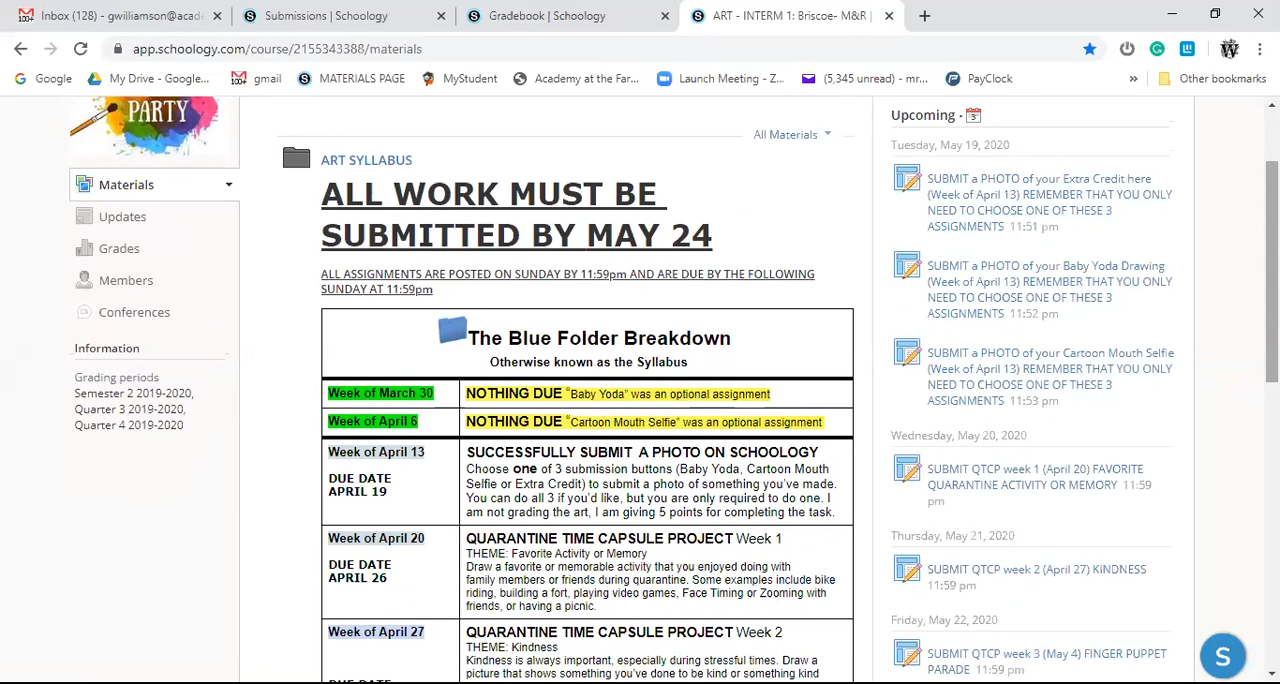 Inbox (128) - gwilliamson@acad
Submissions | Schoology
Gradebook | Schoology
ART - INTERM 1: Briscoe- M&R |
app.schoology.com/course/2155343388/materials
Google
My Drive - Google...
gmail
MATERIALS PAGE
MyStudent
Academy at the Far...
Launch Meeting - Z...
(5,345 unread) - mr...
PayClock
»
Other bookmarks
PARTY
Materials
Updates
Grades
Members
Conferences
Information
Grading periods
Semester 2 2019-2020,
Quarter 3 2019-2020,
Quarter 4 2019-2020
All Materials
ART SYLLABUS
ALL WORK MUST BE
SUBMITTED BY MAY 24
ALL ASSIGNMENTS ARE POSTED ON SUNDAY BY 11:59pm AND ARE DUE BY THE FOLLOWING
SUNDAY AT 11:59pm
The Blue Folder Breakdown
Otherwise known as the Syllabus
Week of March 30
NOTHING DUE "Baby Yoda" was an optional assignment
Week of April 6
NOTHING DUE "Cartoon Mouth Selfie" was an optional assignment
Week of April 13
DUE DATE
APRIL 19
SUCCESSFULLY SUBMIT A PHOTO ON SCHOOLOGY
Choose one of 3 submission buttons (Baby Yoda, Cartoon Mouth
Selfie or Extra Credit) to submit a photo of something you've made.
You can do all 3 if you'd like, but you are only required to do one. I
am not grading the art, I am giving 5 points for completing the task.
Week of April 20
DUE DATE
APRIL 26
QUARANTINE TIME CAPSULE PROJECT Week 1
THEME: Favorite Activity or Memory
Draw a favorite or memorable activity that you enjoyed doing with
family members or friends during quarantine. Some examples include bike
riding, building a fort, playing video games, Face Timing or Zooming with
friends, or having a picnic.
Week of April 27
DUE DATE
QUARANTINE TIME CAPSULE PROJECT Week 2
THEME: Kindness
Kindness is always important, especially during stressful times. Draw a
picture that shows something you've done to be kind or something kind
Upcoming · 3
Tuesday, May 19, 2020
SUBMIT a PHOTO of your Extra Credit here
(Week of April 13) REMEMBER THAT YOU ONLY
NEED TO CHOOSE ONE OF THESE 3
ASSIGNMENTS 11:51 pm
SUBMIT a PHOTO of your Baby Yoda Drawing
(Week of April 13) REMEMBER THAT YOU ONLY
NEED TO CHOOSE ONE OF THESE 3
ASSIGNMENTS 11:52 pm
SUBMIT a PHOTO of your Cartoon Mouth Selfie
(Week of April 13) REMEMBER THAT YOU ONLY
NEED TO CHOOSE ONE OF THESE 3
ASSIGNMENTS 11:53 pm
Wednesday, May 20, 2020
SUBMIT QTCP week 1 (April 20) FAVORITE
QUARANTINE ACTIVITY OR MEMORY 11:59
pm
Thursday, May 21, 2020
SUBMIT QTCP week 2 (April 27) KiNDNESS
11:59 pm
Friday, May 22, 2020
SUBMIT QTCP week 3 (May 4) FINGER PUPPET
PARADE 11:59 pm
S